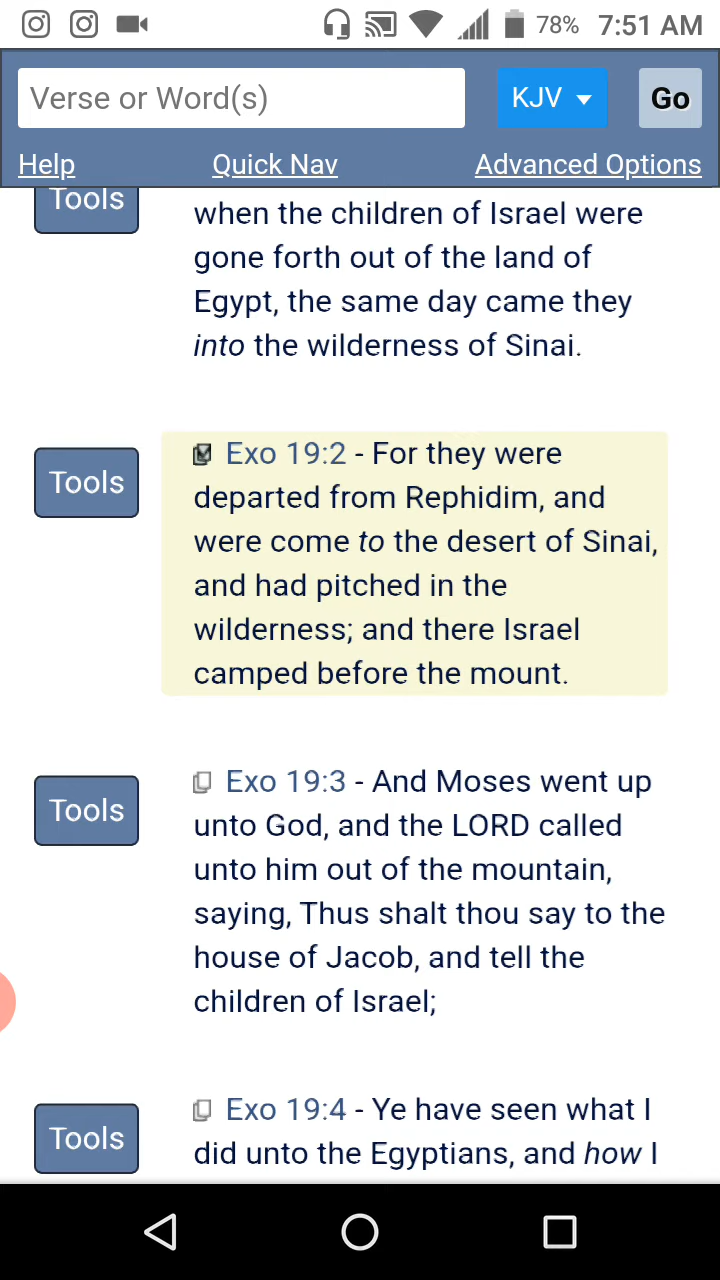 78% 7:51 AM
Verse or Word(s) KJV Go
Help Quick Nav Advanced Options
Tools
when the children of Israel were
gone forth out of the land of
Egypt, the same day came they
into the wilderness of Sinai.
Tools
Exo 19:2 - For they were
departed from Rephidim, and
were come to the desert of Sinai,
and had pitched in the
wilderness; and there Israel
camped before the mount.
Tools
Exo 19:3 - And Moses went up
unto God, and the LORD called
unto him out of the mountain,
saying, Thus shalt thou say to the
house of Jacob, and tell the
children of Israel;
Tools
Exo 19:4 - Ye have seen what I
did unto the Egyptians, and how I